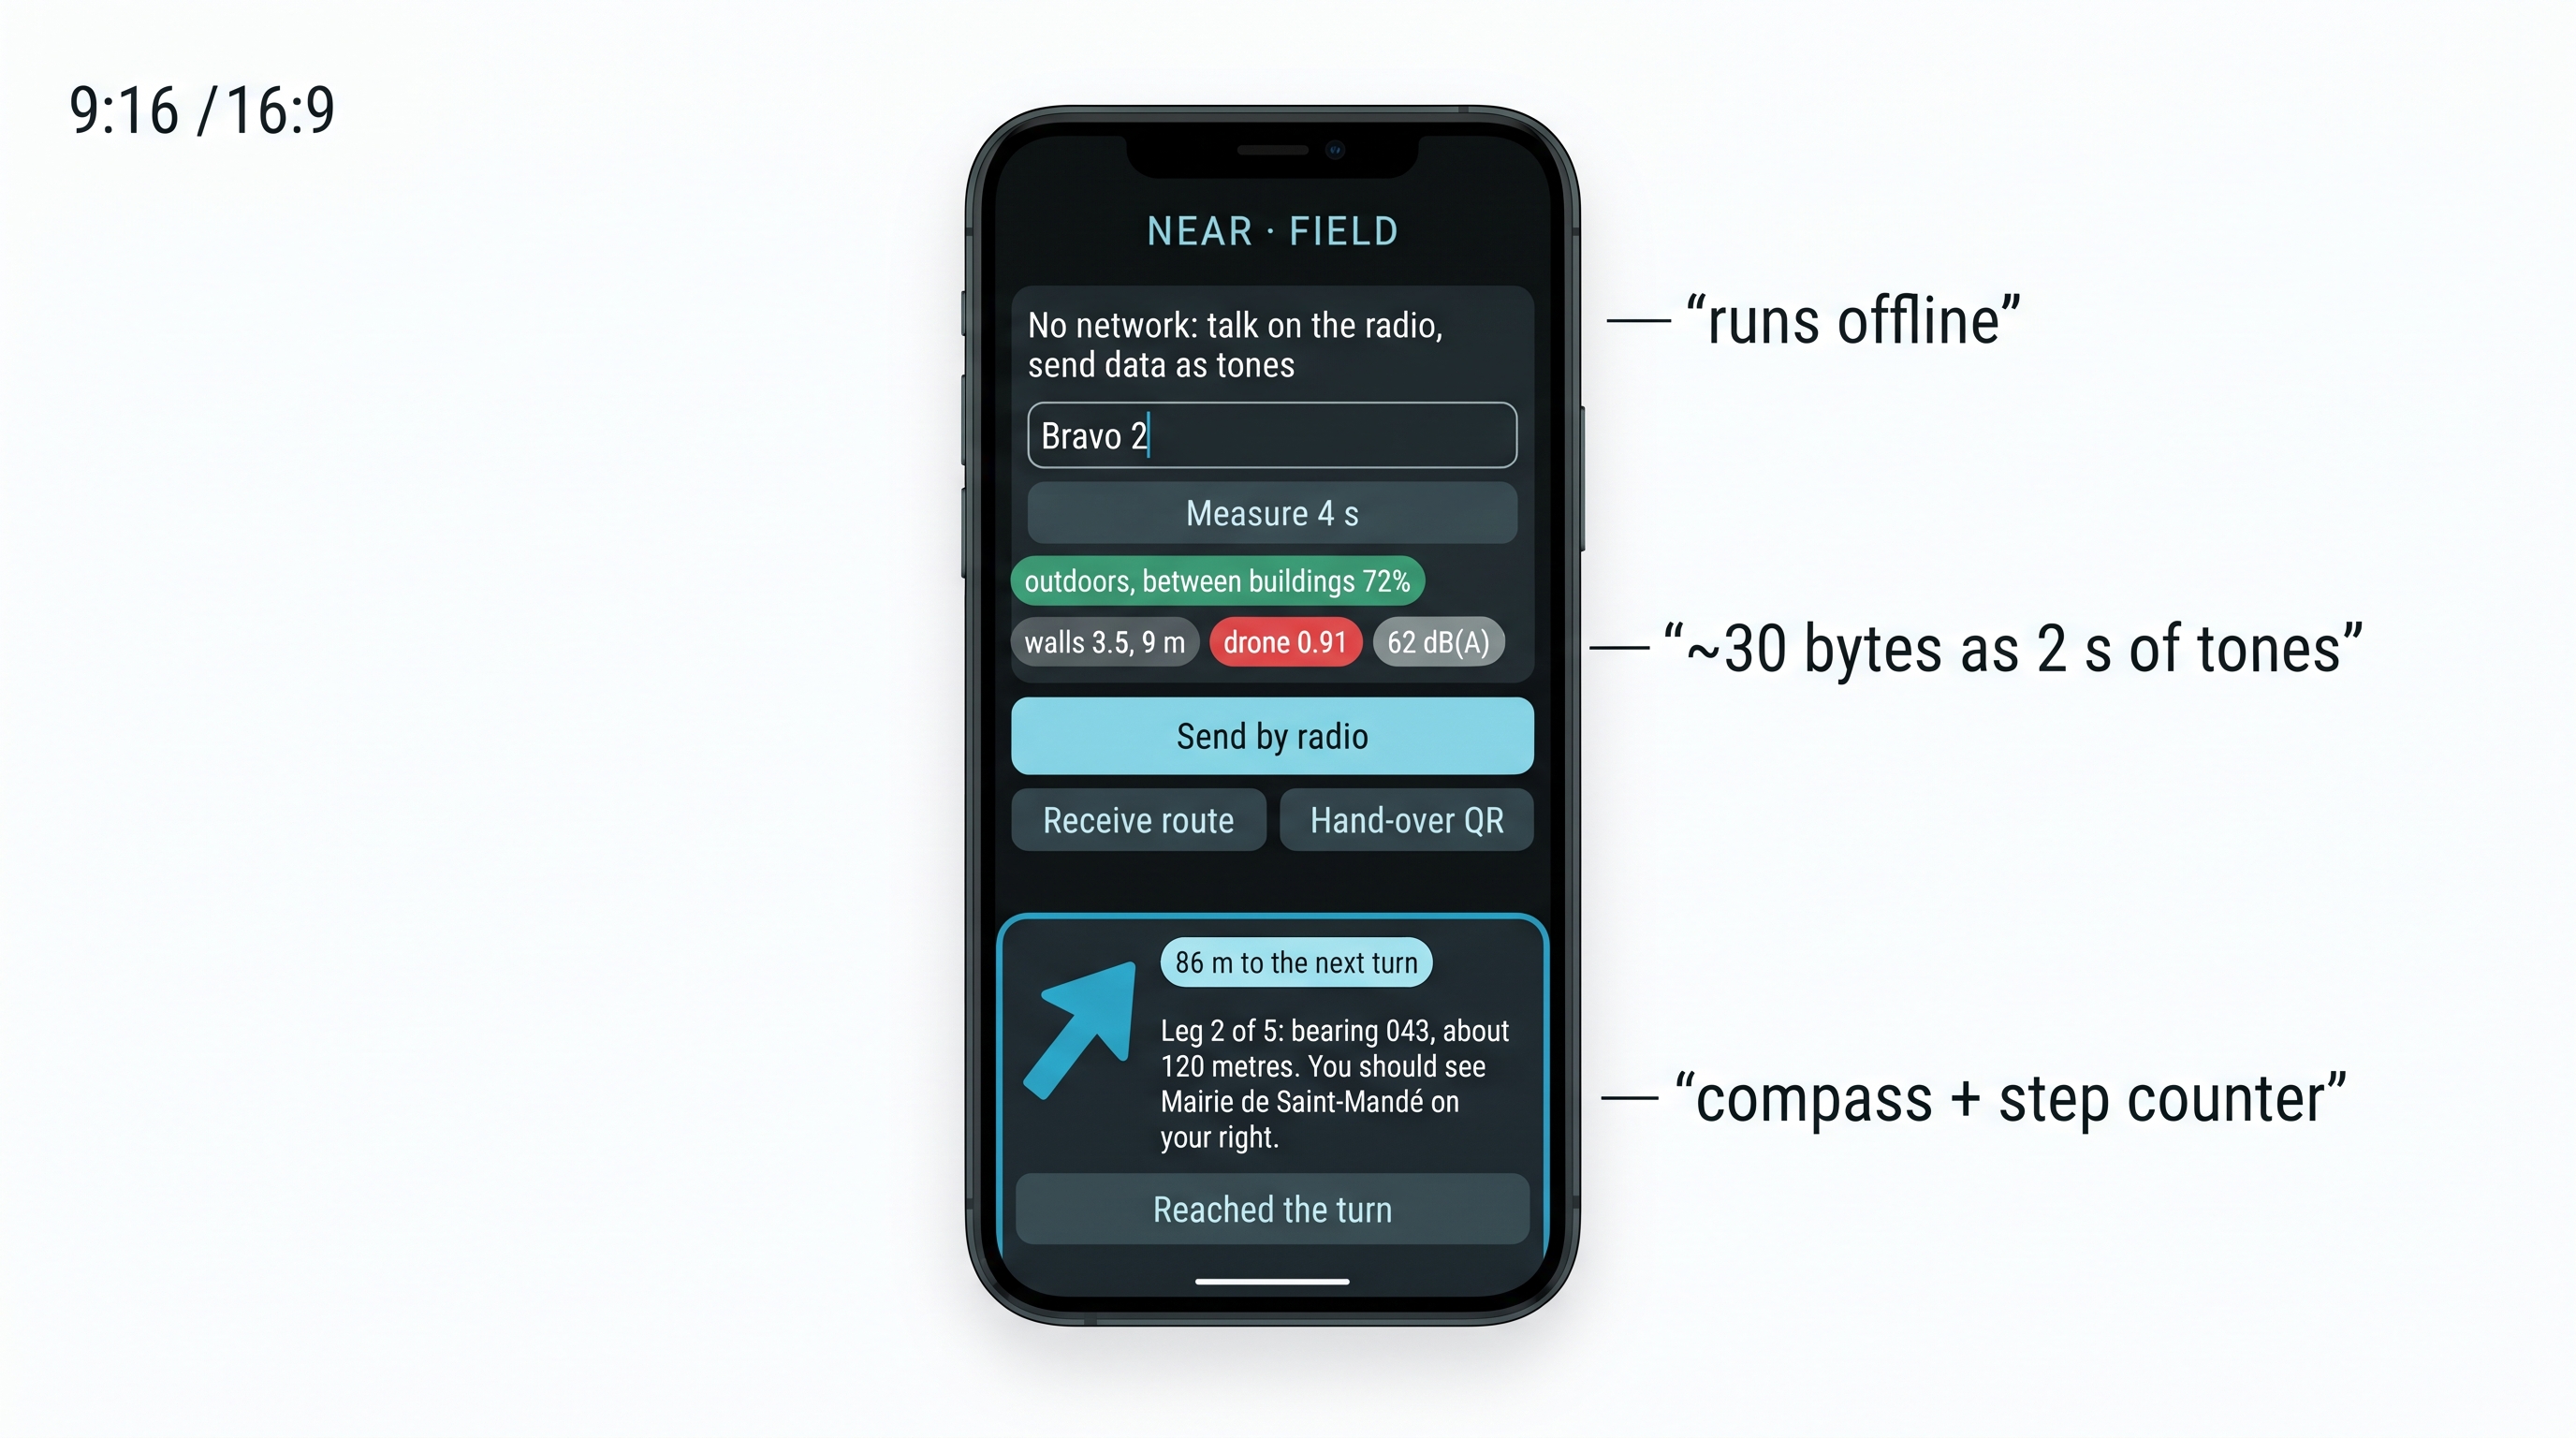 9:16 / 16:9
NEAR · FIELD
No network: talk on the radio,
send data as tones
Bravo 2
Measure 4 s
outdoors, between buildings 72%
walls 3.5, 9 m
drone 0.91
62 dB(A)
Send by radio
Receive route
Hand-over QR
86 m to the next turn
Leg 2 of 5: bearing 043, about
120 metres. You should see
Mairie de Saint-Mandé on
your right.
Reached the turn
“runs offline”
“~30 bytes as 2 s of tones”
“compass + step counter”